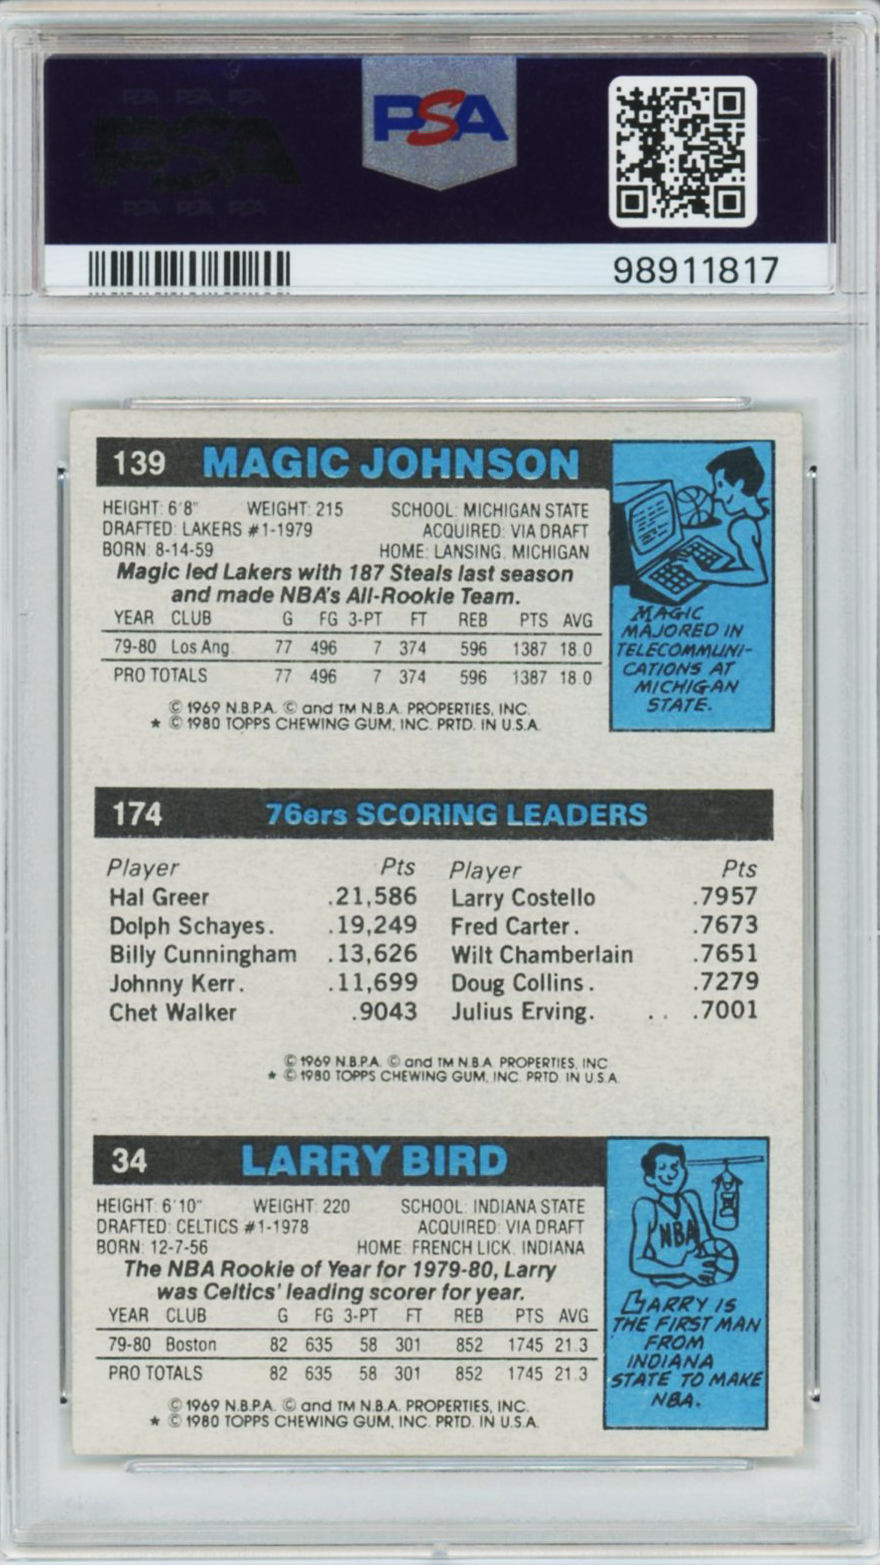 PSA
98911817
139 MAGIC JOHNSON
HEIGHT: 6'8" WEIGHT: 215 SCHOOL: MICHIGAN STATE
DRAFTED: LAKERS #1-1979 ACQUIRED: VIA DRAFT
BORN: 8-14-59 HOME: LANSING, MICHIGAN
Magic led Lakers with 187 Steals last season
and made NBA's All-Rookie Team.
YEAR CLUB G FG 3-PT FT REB PTS AVG
79-80 Los Ang 77 496 7 374 596 1387 18.0
PRO TOTALS 77 496 7 374 596 1387 18.0
© 1969 N.B.P.A. © and TM N.B.A. PROPERTIES, INC.
* © 1980 TOPPS CHEWING GUM, INC. PRTD. IN U.S.A.
MAGIC
MAJORED IN
TELECOMMUNI-
CATIONS AT
MICHIGAN
STATE.
174 76ers SCORING LEADERS
Player Pts Player Pts
Hal Greer .21,586 Larry Costello .7957
Dolph Schayes. .19,249 Fred Carter. .7673
Billy Cunningham .13,626 Wilt Chamberlain .7651
Johnny Kerr. .11,699 Doug Collins. .7279
Chet Walker .9043 Julius Erving. .. .7001
© 1969 N.B.P.A. © and TM N.B.A. PROPERTIES, INC
* © 1980 TOPPS CHEWING GUM, INC. PRTD. IN U.S.A.
34 LARRY BIRD
HEIGHT: 6'10" WEIGHT: 220 SCHOOL: INDIANA STATE
DRAFTED: CELTICS #1-1978 ACQUIRED: VIA DRAFT
BORN: 12-7-56 HOME: FRENCH LICK, INDIANA
The NBA Rookie of Year for 1979-80, Larry
was Celtics' leading scorer for year.
YEAR CLUB G FG 3-PT FT REB PTS AVG
79-80 Boston 82 635 58 301 852 1745 21.3
PRO TOTALS 82 635 58 301 852 1745 21.3
© 1969 N.B.P.A. © and TM N.B.A. PROPERTIES, INC.
* © 1980 TOPPS CHEWING GUM, INC. PRTD. IN U.S.A.
NBA
LARRY IS
THE FIRST MAN
FROM
INDIANA
STATE TO MAKE
NBA.